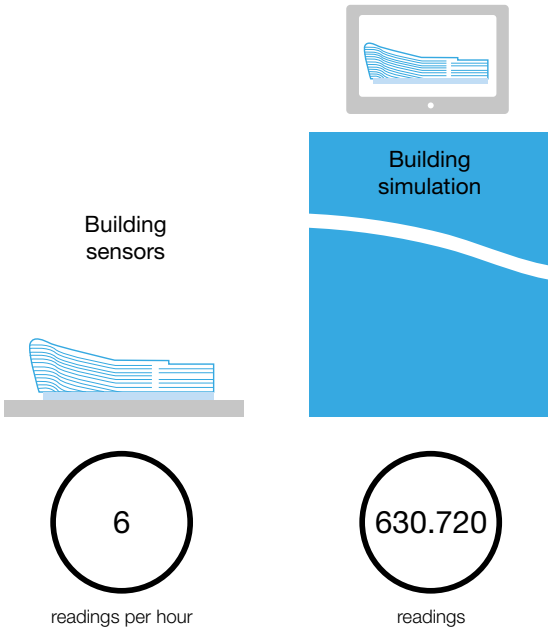 Building
simulation
Building
sensors
6
630.720
readings per hour
readings